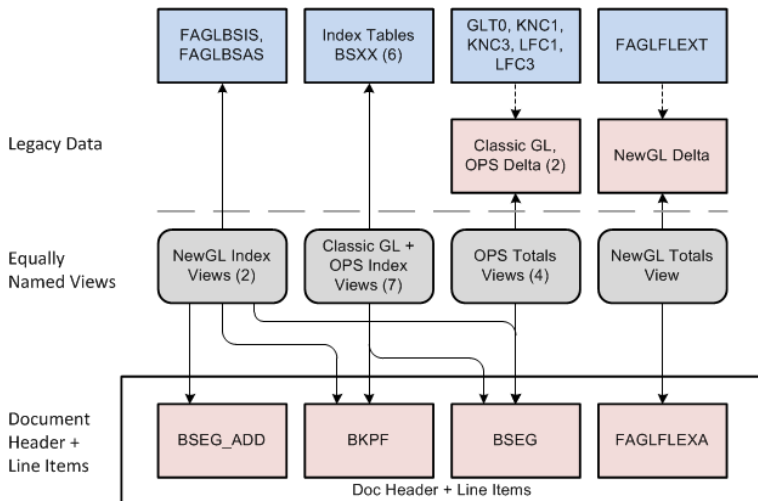 FAGLBSIS,
FAGLBSAS
Index Tables
BSXX (6)
GLT0, KNC1,
KNC3, LFC1,
LFC3
FAGLFLEXT
Legacy Data
Classic GL,
OPS Delta (2)
NewGL Delta
Equally
Named Views
NewGL Index
Views (2)
Classic GL +
OPS Index
Views (7)
OPS Totals
Views (4)
NewGL Totals
View
Document
Header +
Line Items
BSEG_ADD
BKPF
BSEG
FAGLFLEXA
Doc Header + Line Items